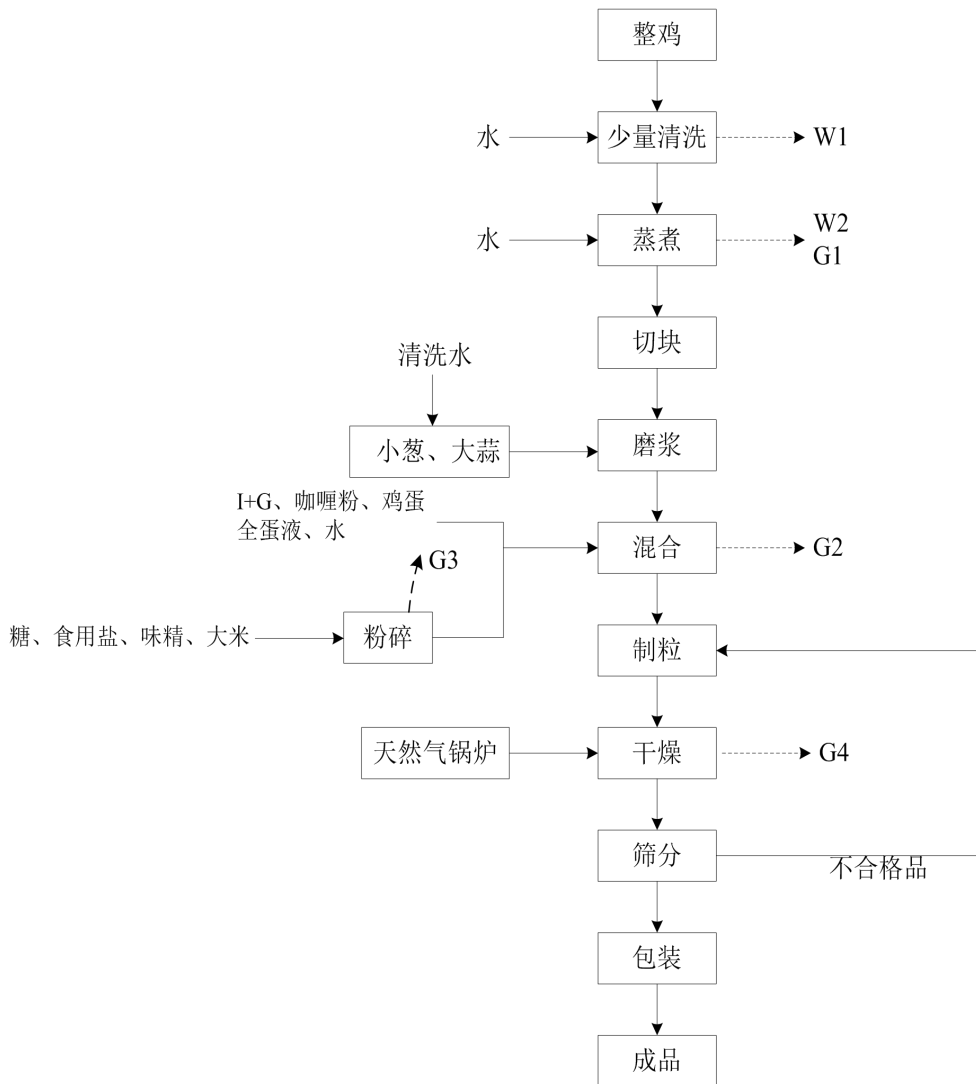 整鸡
水
少量清洗
W1
水
蒸煮
W2
G1
切块
清洗水
小葱、大蒜
磨浆
I+G、咖喱粉、鸡蛋
全蛋液、水
混合
G2
G3
糖、食用盐、味精、大米
粉碎
制粒
天然气锅炉
干燥
G4
筛分
不合格品
包装
成品